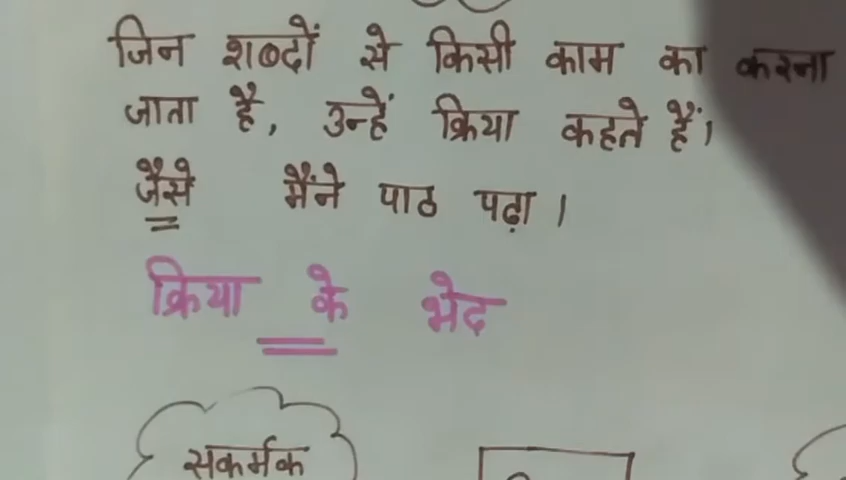 जिन शब्दों से किसी काम का करना
जाता है, उन्हें क्रिया कहते हैं।
जैसे मैंने पाठ पढ़ा।
क्रिया के भेद
सकर्मक